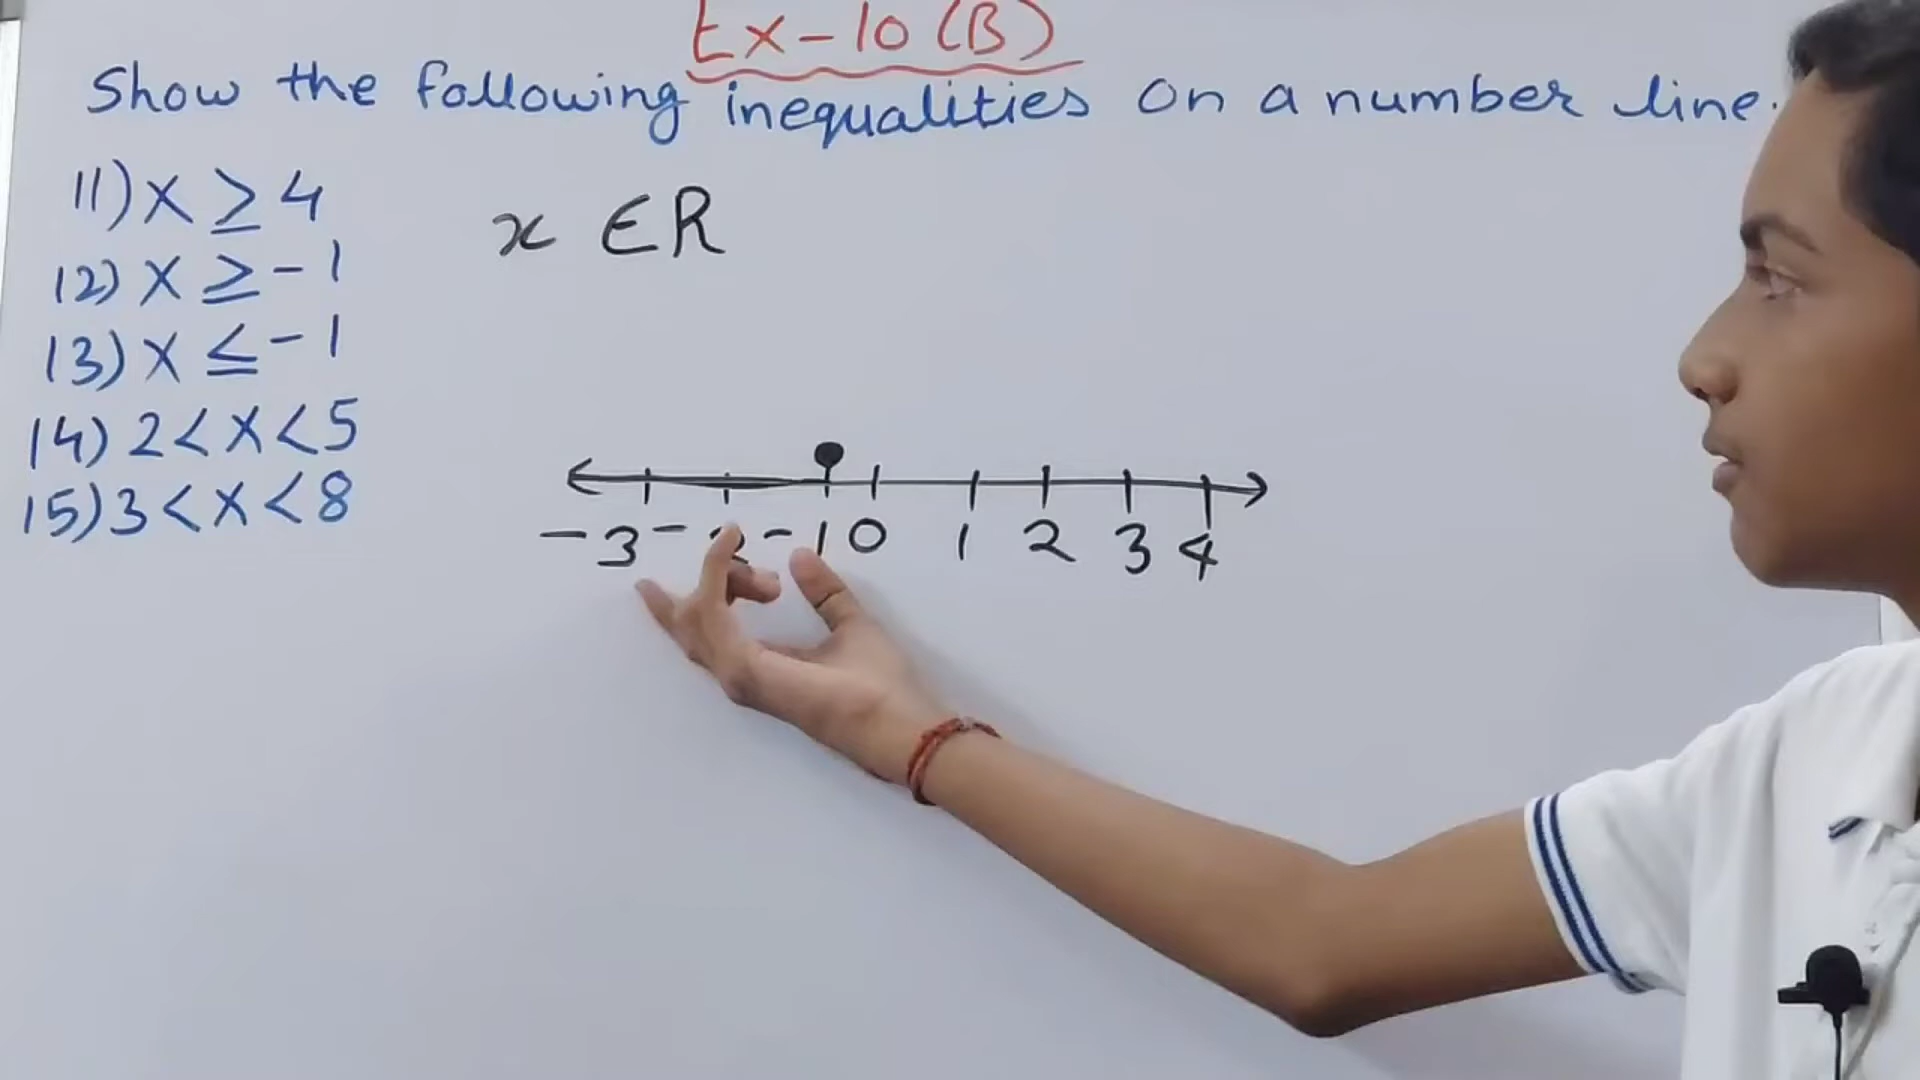 Ex-10(B)
Show the following inequalities on a number line.
11) x ≥ 4
12) x ≥ -1
13) x ≤ -1
14) 2 < x < 5
15) 3 < x < 8
x ∈ R
-3 -2 -1 0 1 2 3 4